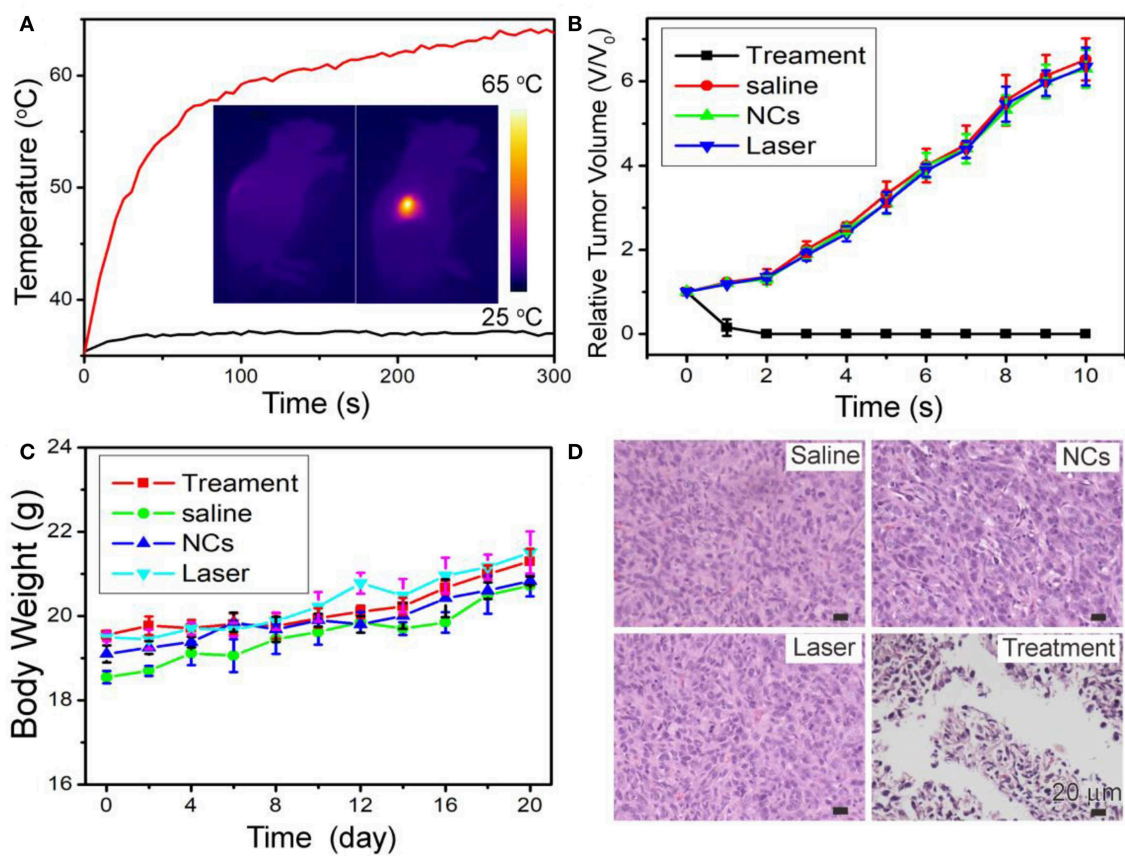 A
Temperature (°C)
60
50
40
65 °C
25 °C
0
100
200
300
Time (s)
B
Relative Tumor Volume (V/V₀)
6
4
2
0
Treament
saline
NCs
Laser
0
2
4
6
8
10
Time (s)
C
Body Weight (g)
24
22
20
18
16
Treament
saline
NCs
Laser
0
4
8
12
16
20
Time (day)
D
Saline
NCs
Laser
Treatment
20 μm